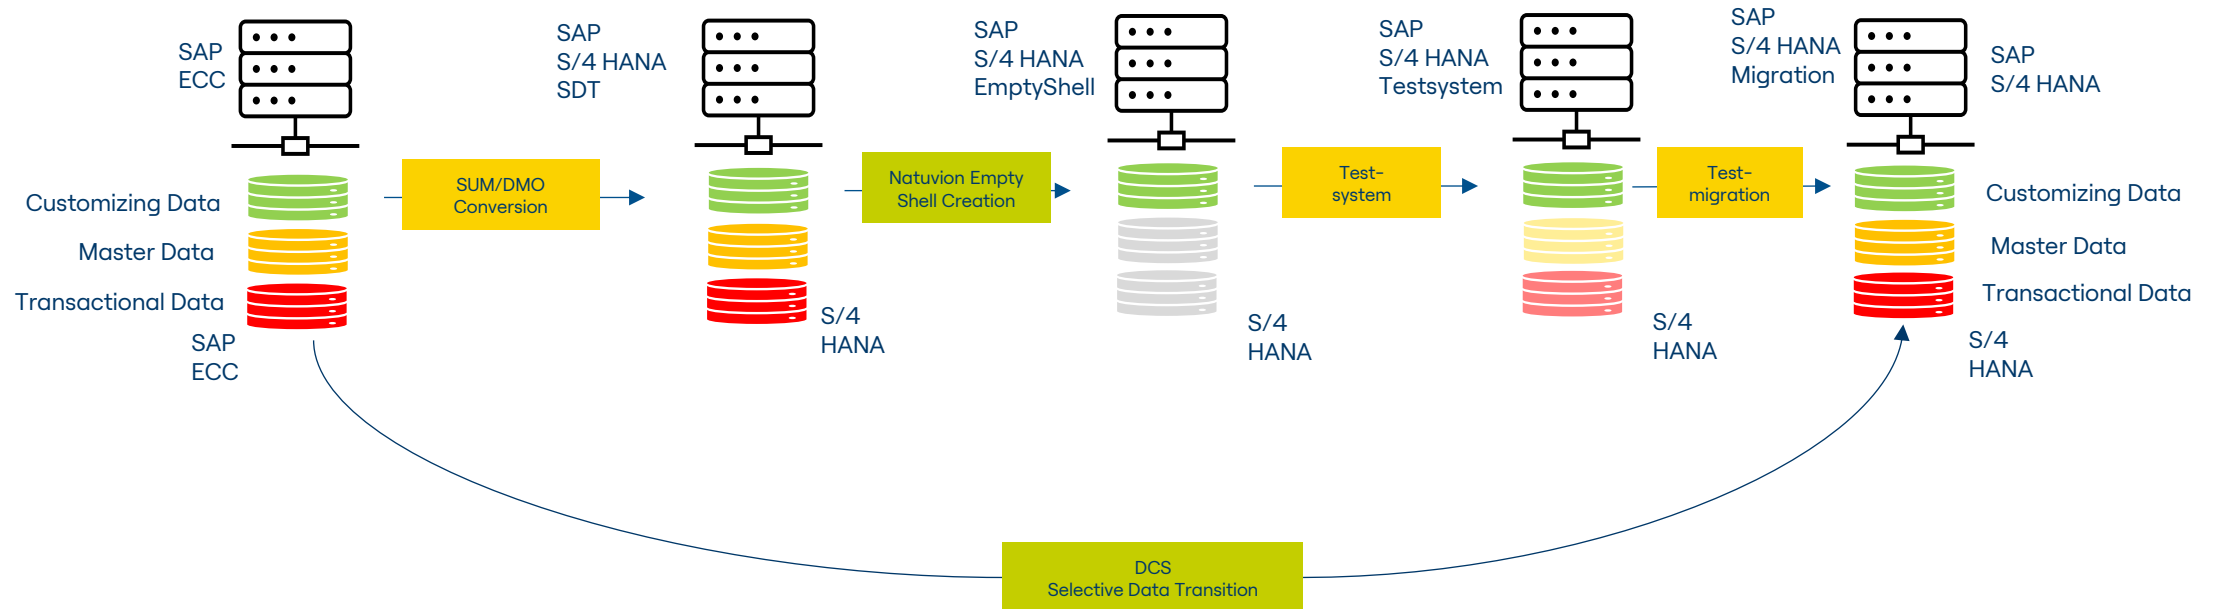 SAP
ECC
SAP
S/4 HANA
SDT
SAP
S/4 HANA
EmptyShell
SAP
S/4 HANA
Testsystem
SAP
S/4 HANA
Migration
SAP
S/4 HANA
Customizing Data
Master Data
Transactional Data
SAP
ECC
SUM/DMO
Conversion
S/4
HANA
Natuvion Empty
Shell Creation
S/4
HANA
Test-
system
S/4
HANA
Test-
migration
Customizing Data
Master Data
Transactional Data
S/4
HANA
DCS
Selective Data Transition